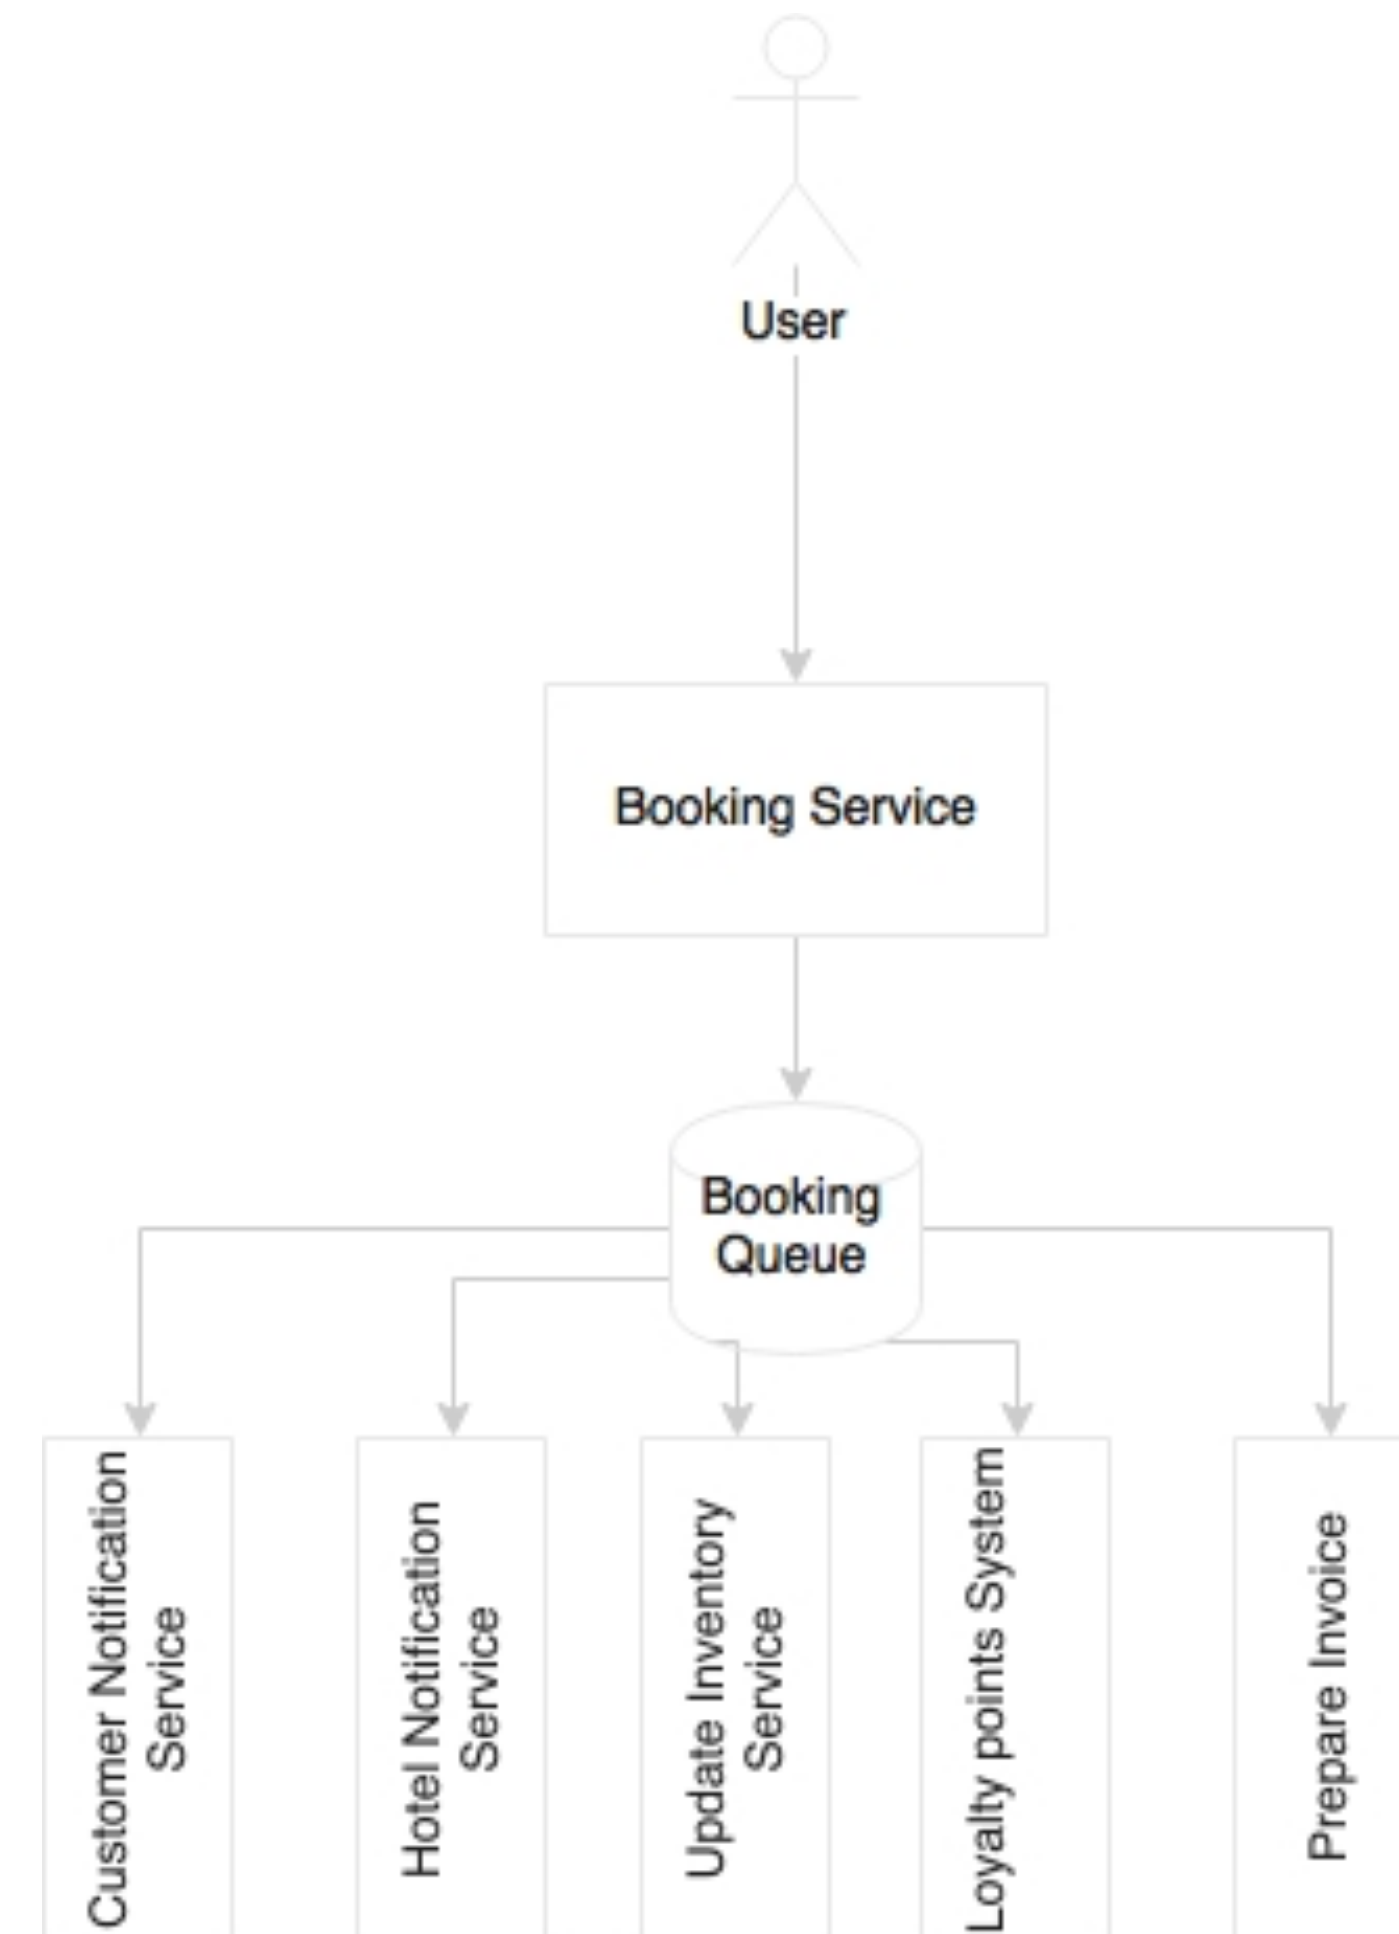 User
Booking Service
Booking
Queue
Customer Notification
Service
Hotel Notification
Service
Update Inventory
Service
Loyalty points System
Prepare Invoice